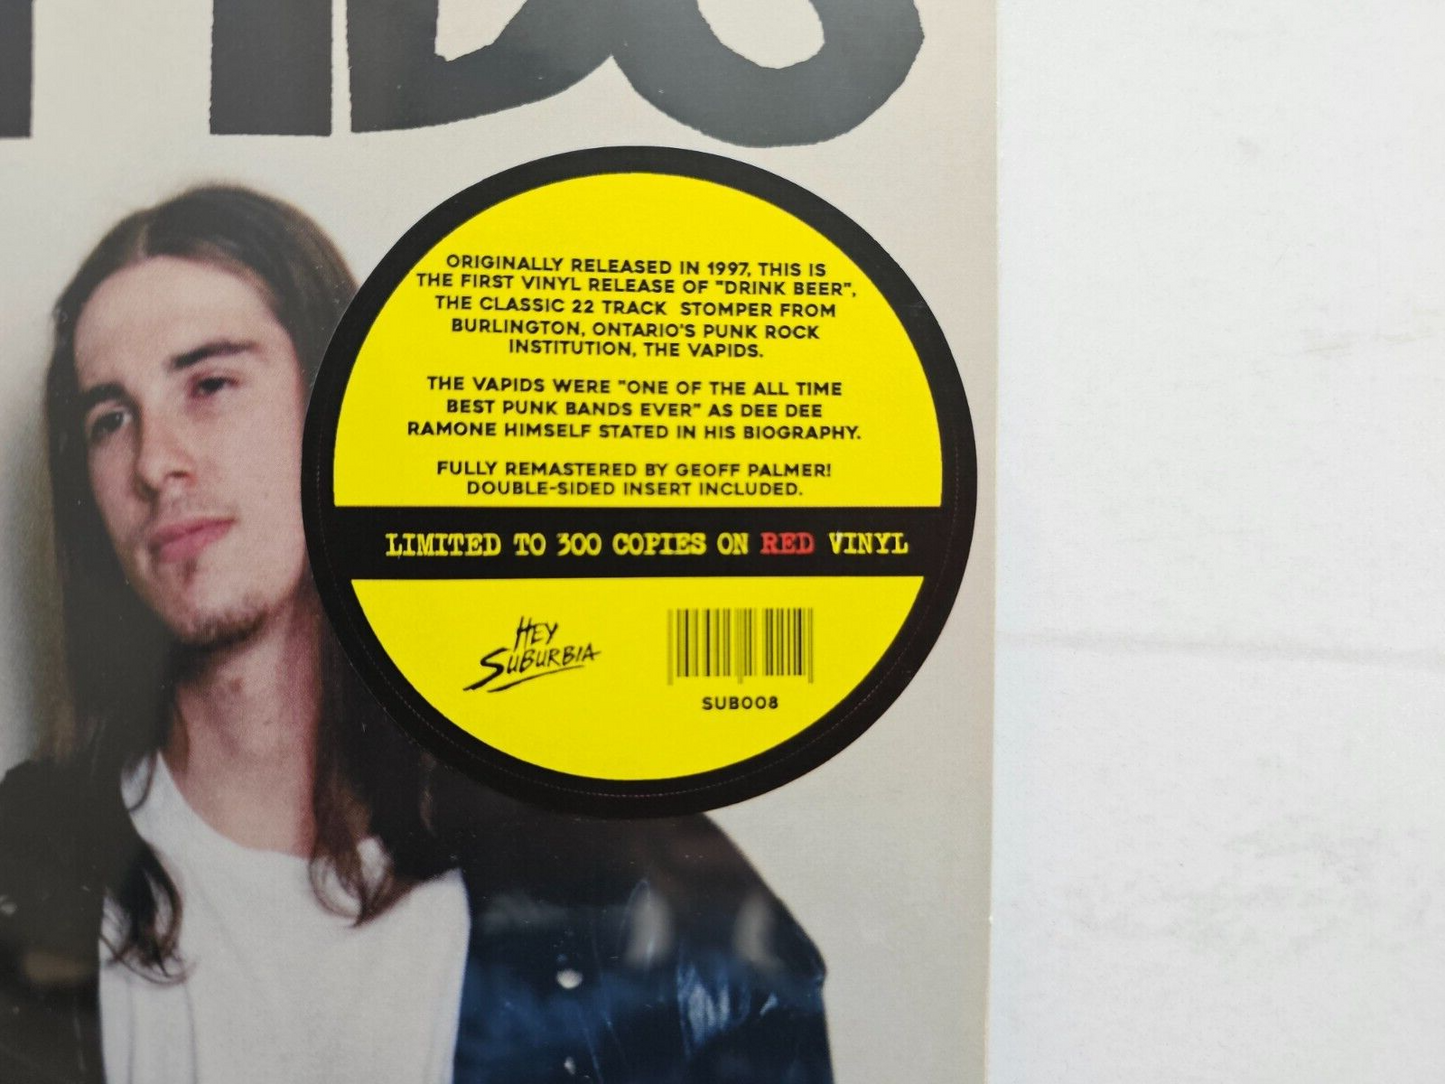 ORIGINALLY RELEASED IN 1997, THIS IS
THE FIRST VINYL RELEASE OF "DRINK BEER",
THE CLASSIC 22 TRACK STOMPER FROM
BURLINGTON, ONTARIO'S PUNK ROCK
INSTITUTION, THE VAPIDS.
THE VAPIDS WERE "ONE OF THE ALL TIME
BEST PUNK BANDS EVER" AS DEE DEE
RAMONE HIMSELF STATED IN HIS BIOGRAPHY.
FULLY REMASTERED BY GEOFF PALMER!
DOUBLE-SIDED INSERT INCLUDED.
LIMITED TO 300 COPIES ON RED VINYL
HEY
SUBURBIA
SUB008